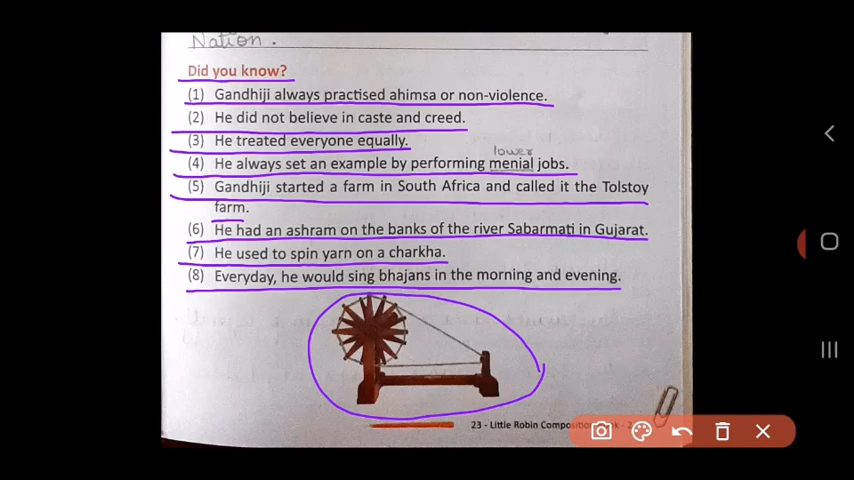 Nation.
Did you know?
(1) Gandhiji always practised ahimsa or non-violence.
(2) He did not believe in caste and creed.
(3) He treated everyone equally.
lower
(4) He always set an example by performing menial jobs.
(5) Gandhiji started a farm in South Africa and called it the Tolstoy
farm.
(6) He had an ashram on the banks of the river Sabarmati in Gujarat.
(7) He used to spin yarn on a charkha.
(8) Everyday, he would sing bhajans in the morning and evening.
23 - Little Robin